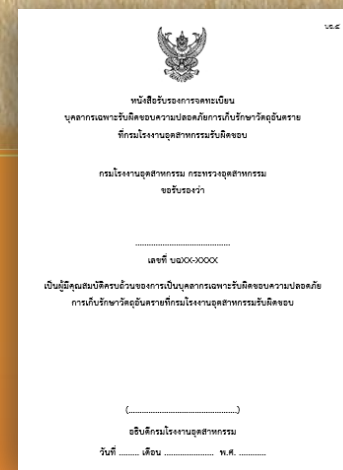 บฉ.๕
หนังสือรับรองการจดทะเบียน
บุคลากรเฉพาะรับผิดชอบความปลอดภัยการเก็บรักษาวัตถุอันตราย
ที่กรมโรงงานอุตสาหกรรมรับผิดชอบ
กรมโรงงานอุตสาหกรรม กระทรวงอุตสาหกรรม
ขอรับรองว่า
..........................................
เลขที่ บฉXX-XXXX
เป็นผู้มีคุณสมบัติครบถ้วนของการเป็นบุคลากรเฉพาะรับผิดชอบความปลอดภัย
การเก็บรักษาวัตถุอันตรายที่กรมโรงงานอุตสาหกรรมรับผิดชอบ
(................................................)
อธิบดีกรมโรงงานอุตสาหกรรม
วันที่ ......... เดือน ...................... พ.ศ. ............